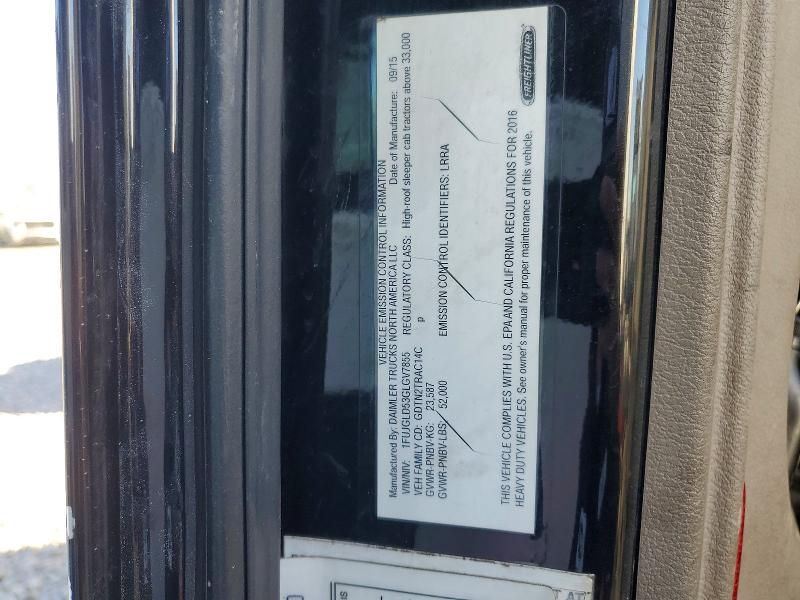 VEHICLE EMISSION CONTROL INFORMATION
Manufactured By: DAIMLER TRUCKS NORTH AMERICA LLC Date of Manufacture: 09/15
VIN/NIV: 1FUJGLD53GLGV7855 REGULATORY CLASS: High-roof sleeper cab tractors above 33,000
VEH FAMILY CD: GDTN2TRAC14C p
GVWR-PNBV-KG: 23,587
GVWR-PNBV-LBS: 52,000 EMISSION CONTROL IDENTIFIERS: LRRA
THIS VEHICLE COMPLIES WITH U.S. EPA AND CALIFORNIA REGULATIONS FOR 2016
HEAVY DUTY VEHICLES. See owner's manual for proper maintenance of this vehicle.
FREIGHTLINER